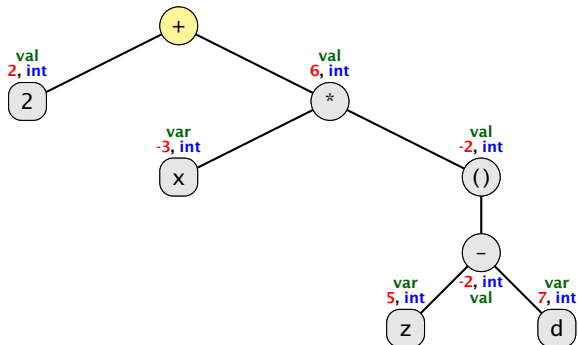 +
val
2, int
2
val
6, int
*
var
-3, int
x
val
-2, int
()
-
-2, int
val
var
5, int
z
var
7, int
d